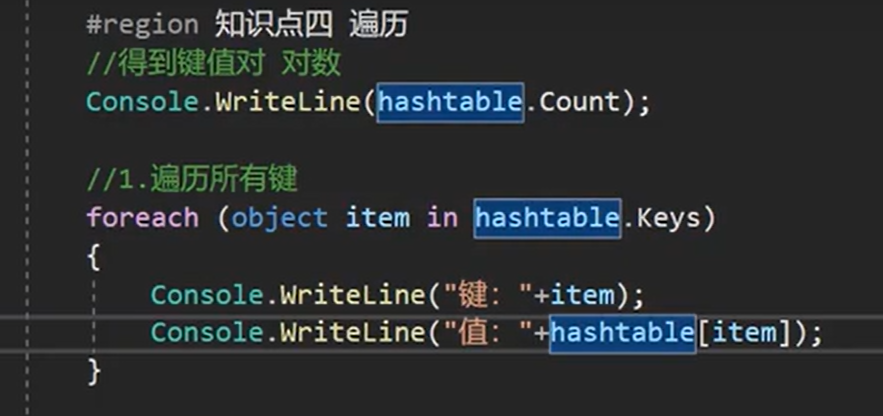 #region 知识点四 遍历
//得到键值对 对数
Console.WriteLine(hashtable.Count);
//1.遍历所有键
foreach (object item in hashtable.Keys)
{
Console.WriteLine("键："+item);
Console.WriteLine("值："+hashtable[item]);
}